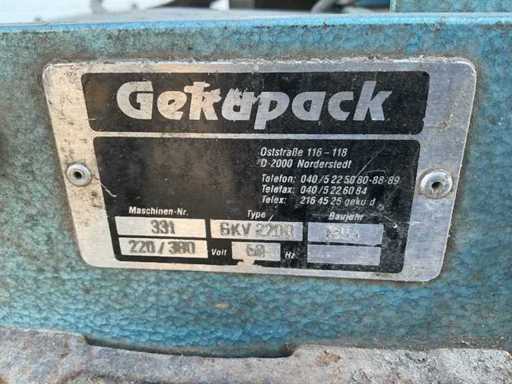 Gekapack
Oststraße 116-118
D-2000 Norderstedt
Telefon: 040/5 22 50 80-88-89
Telefax: 040/5 22 60 84
Telex: 216 45 25 geku d
Maschinen-Nr. Type Baujahr
331 GKV 2200
220/380 Volt Hz